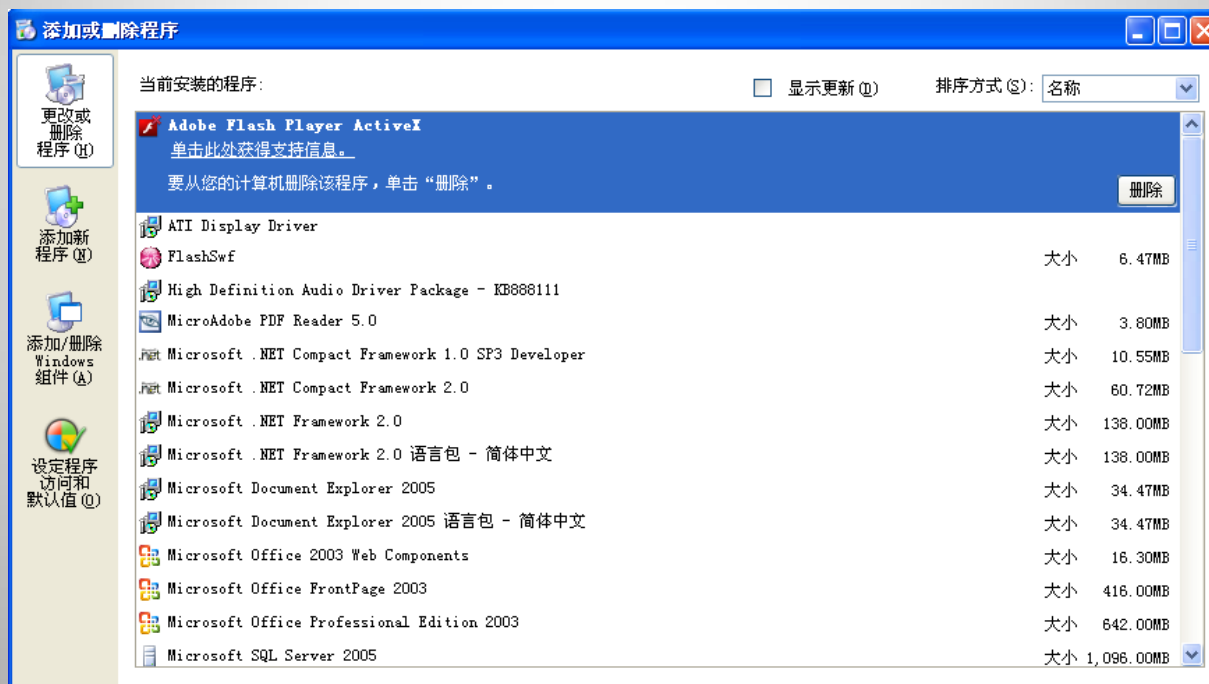 添加或删除程序
更改或
删除
程序(H)
添加新
程序(N)
添加/删除
Windows
组件(A)
设定程序
访问和
默认值(O)
当前安装的程序:
显示更新(D)
排序方式(S):
名称
Adobe Flash Player ActiveX
单击此处获得支持信息。
要从您的计算机删除该程序，单击“删除”。
删除
ATI Display Driver
FlashSwf 大小 6.47MB
High Definition Audio Driver Package - KB888111
MicroAdobe PDF Reader 5.0 大小 3.80MB
Microsoft .NET Compact Framework 1.0 SP3 Developer 大小 10.55MB
Microsoft .NET Compact Framework 2.0 大小 60.72MB
Microsoft .NET Framework 2.0 大小 138.00MB
Microsoft .NET Framework 2.0 语言包 - 简体中文 大小 138.00MB
Microsoft Document Explorer 2005 大小 34.47MB
Microsoft Document Explorer 2005 语言包 - 简体中文 大小 34.47MB
Microsoft Office 2003 Web Components 大小 16.30MB
Microsoft Office FrontPage 2003 大小 416.00MB
Microsoft Office Professional Edition 2003 大小 642.00MB
Microsoft SQL Server 2005 大小 1,096.00MB